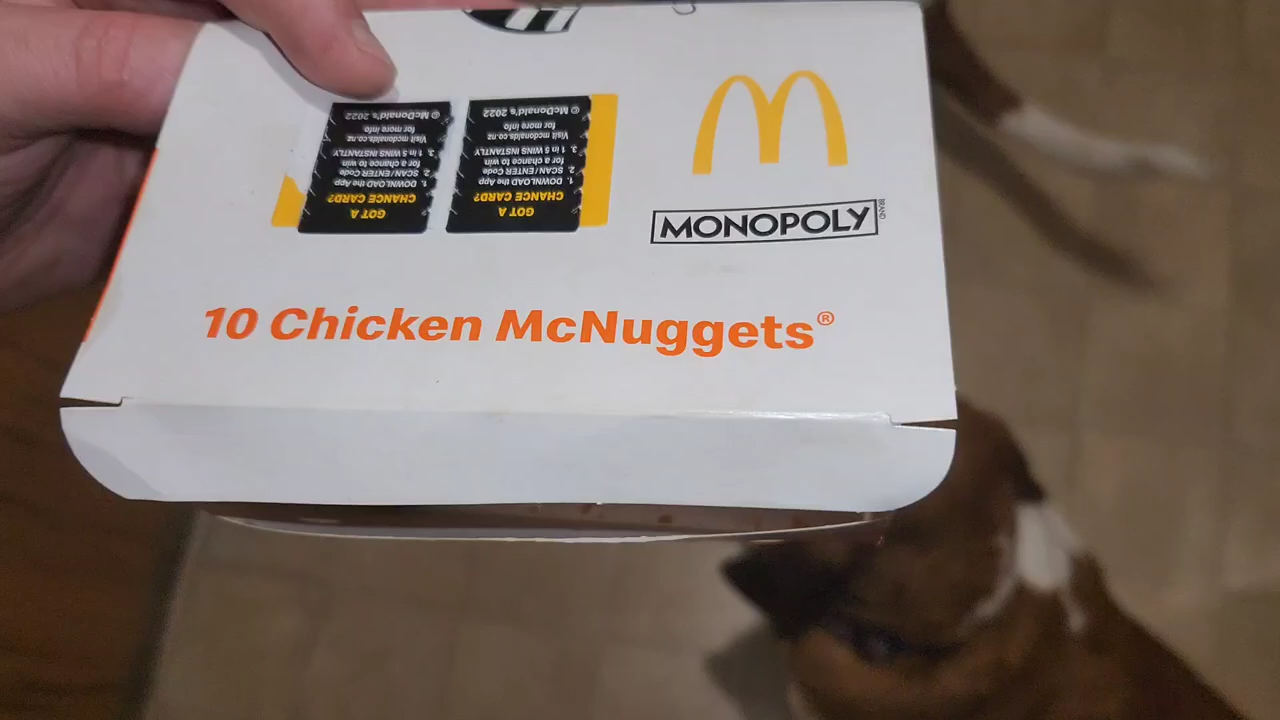 GOT A
CHANCE CARD?
1. DOWNLOAD the App
2. SCAN/ENTER Code
for a chance to win
3. 1 in 5 WINS INSTANTLY
Visit mcdonalds.co.nz
for more info
© McDonald's 2022
GOT A
CHANCE CARD?
1. DOWNLOAD the App
2. SCAN/ENTER Code
for a chance to win
3. 1 in 5 WINS INSTANTLY
Visit mcdonalds.co.nz
for more info
© McDonald's 2022
M
MONOPOLY
BRAND
10 Chicken McNuggets®